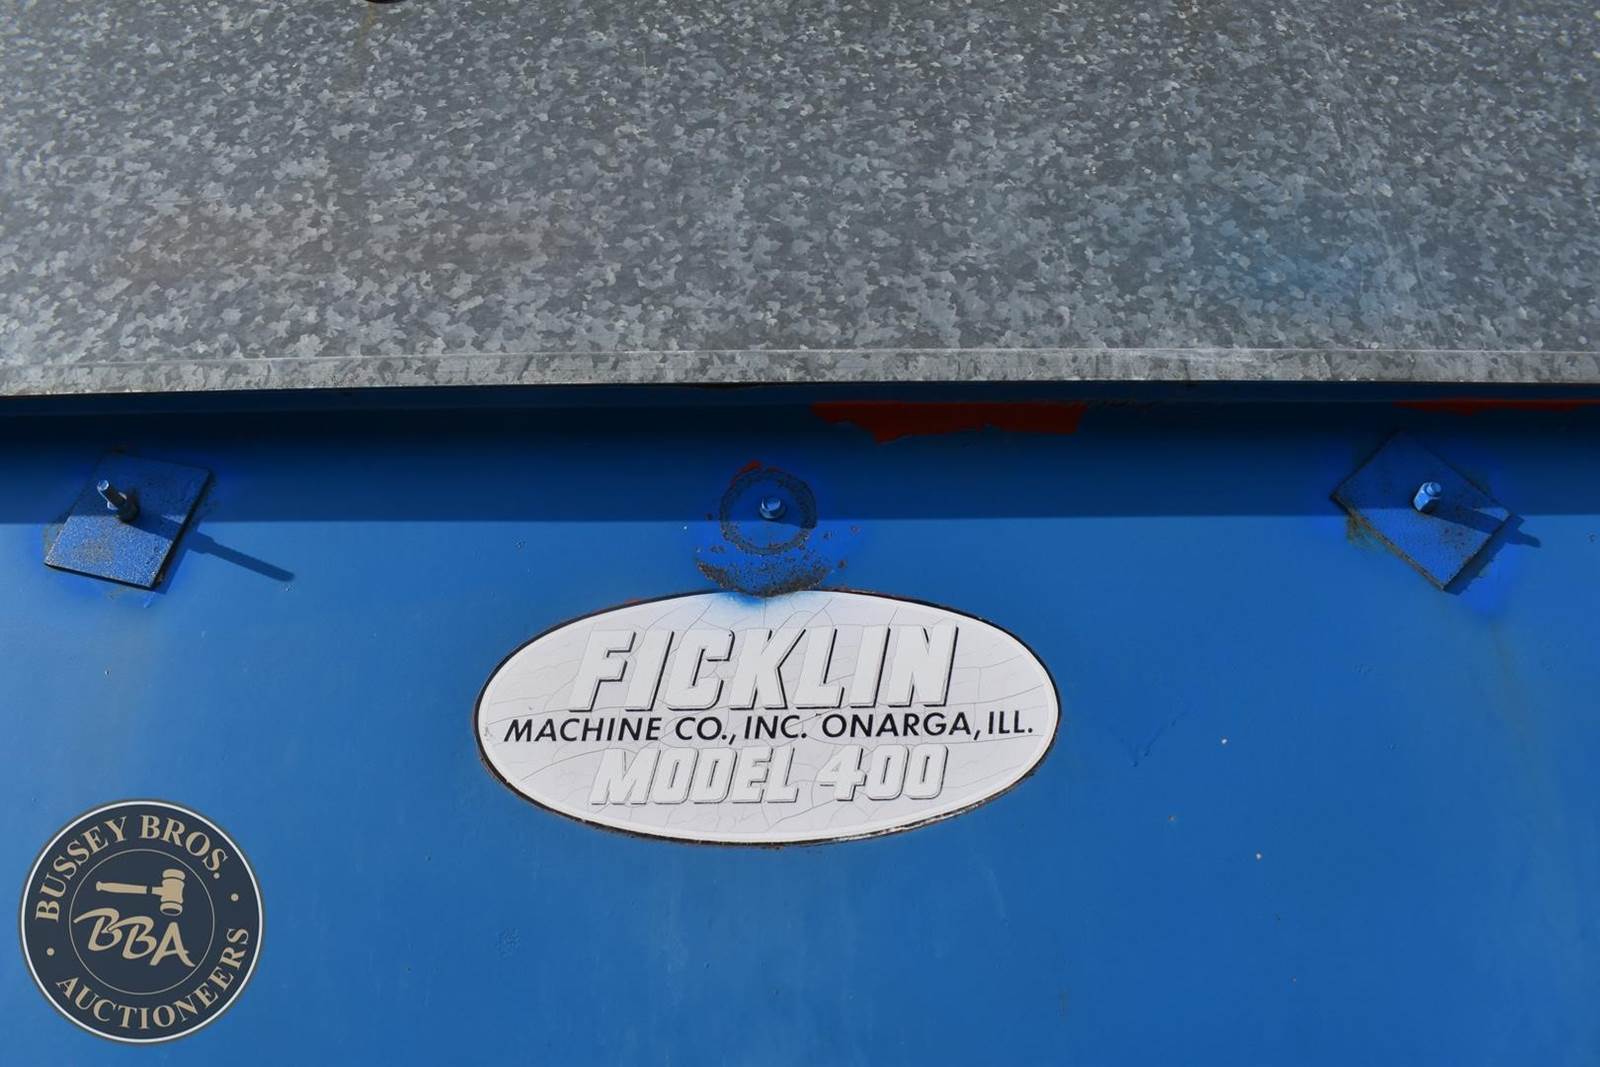 FICKLIN
MACHINE CO., INC. ONARGA, ILL.
MODEL 400
BUSSEY BROS.
BBA
AUCTIONEERS